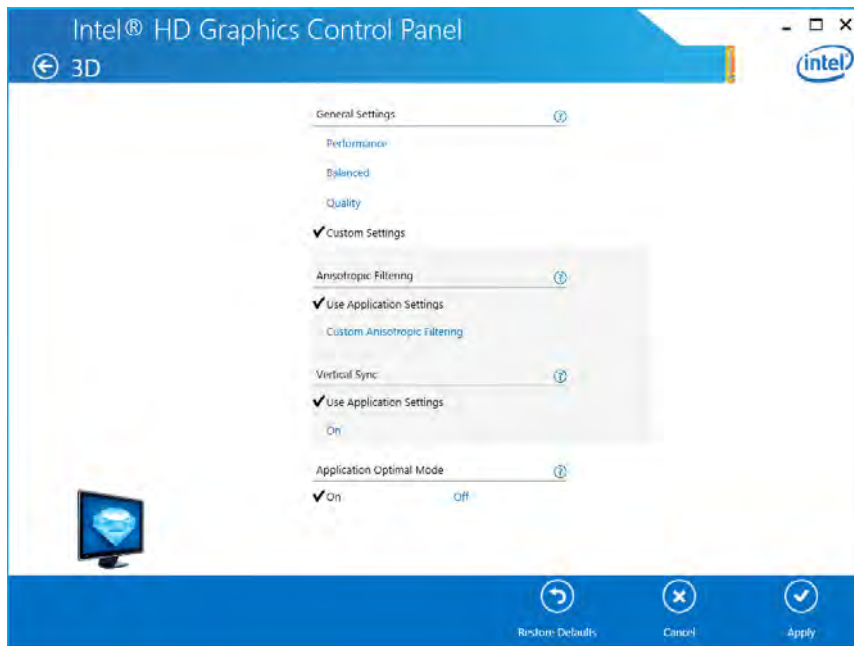 Intel® HD Graphics Control Panel
3D
intel
General Settings
Performance
Balanced
Quality
Custom Settings
Anisotropic Filtering
Use Application Settings
Custom Anisotropic Filtering
Vertical Sync
Use Application Settings
On
Application Optimal Mode
On Off
Restore Defaults Cancel Apply